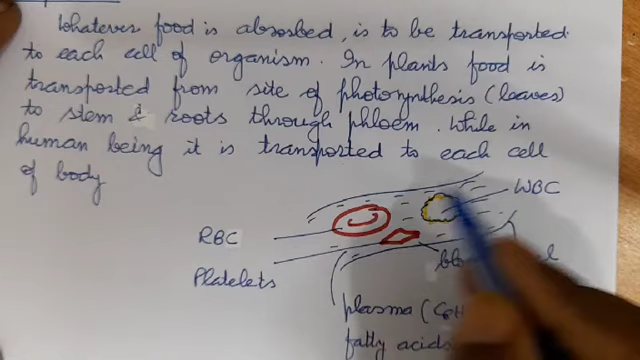 Whatever food is absorbed, is to be transported
to each cell of organism. In plants food is
transported from site of photosynthesis (leaves)
to stem & roots through phloem. While in
human being it is transported to each cell
of body
WBC
RBC
Platelets
plasma
fatty acids